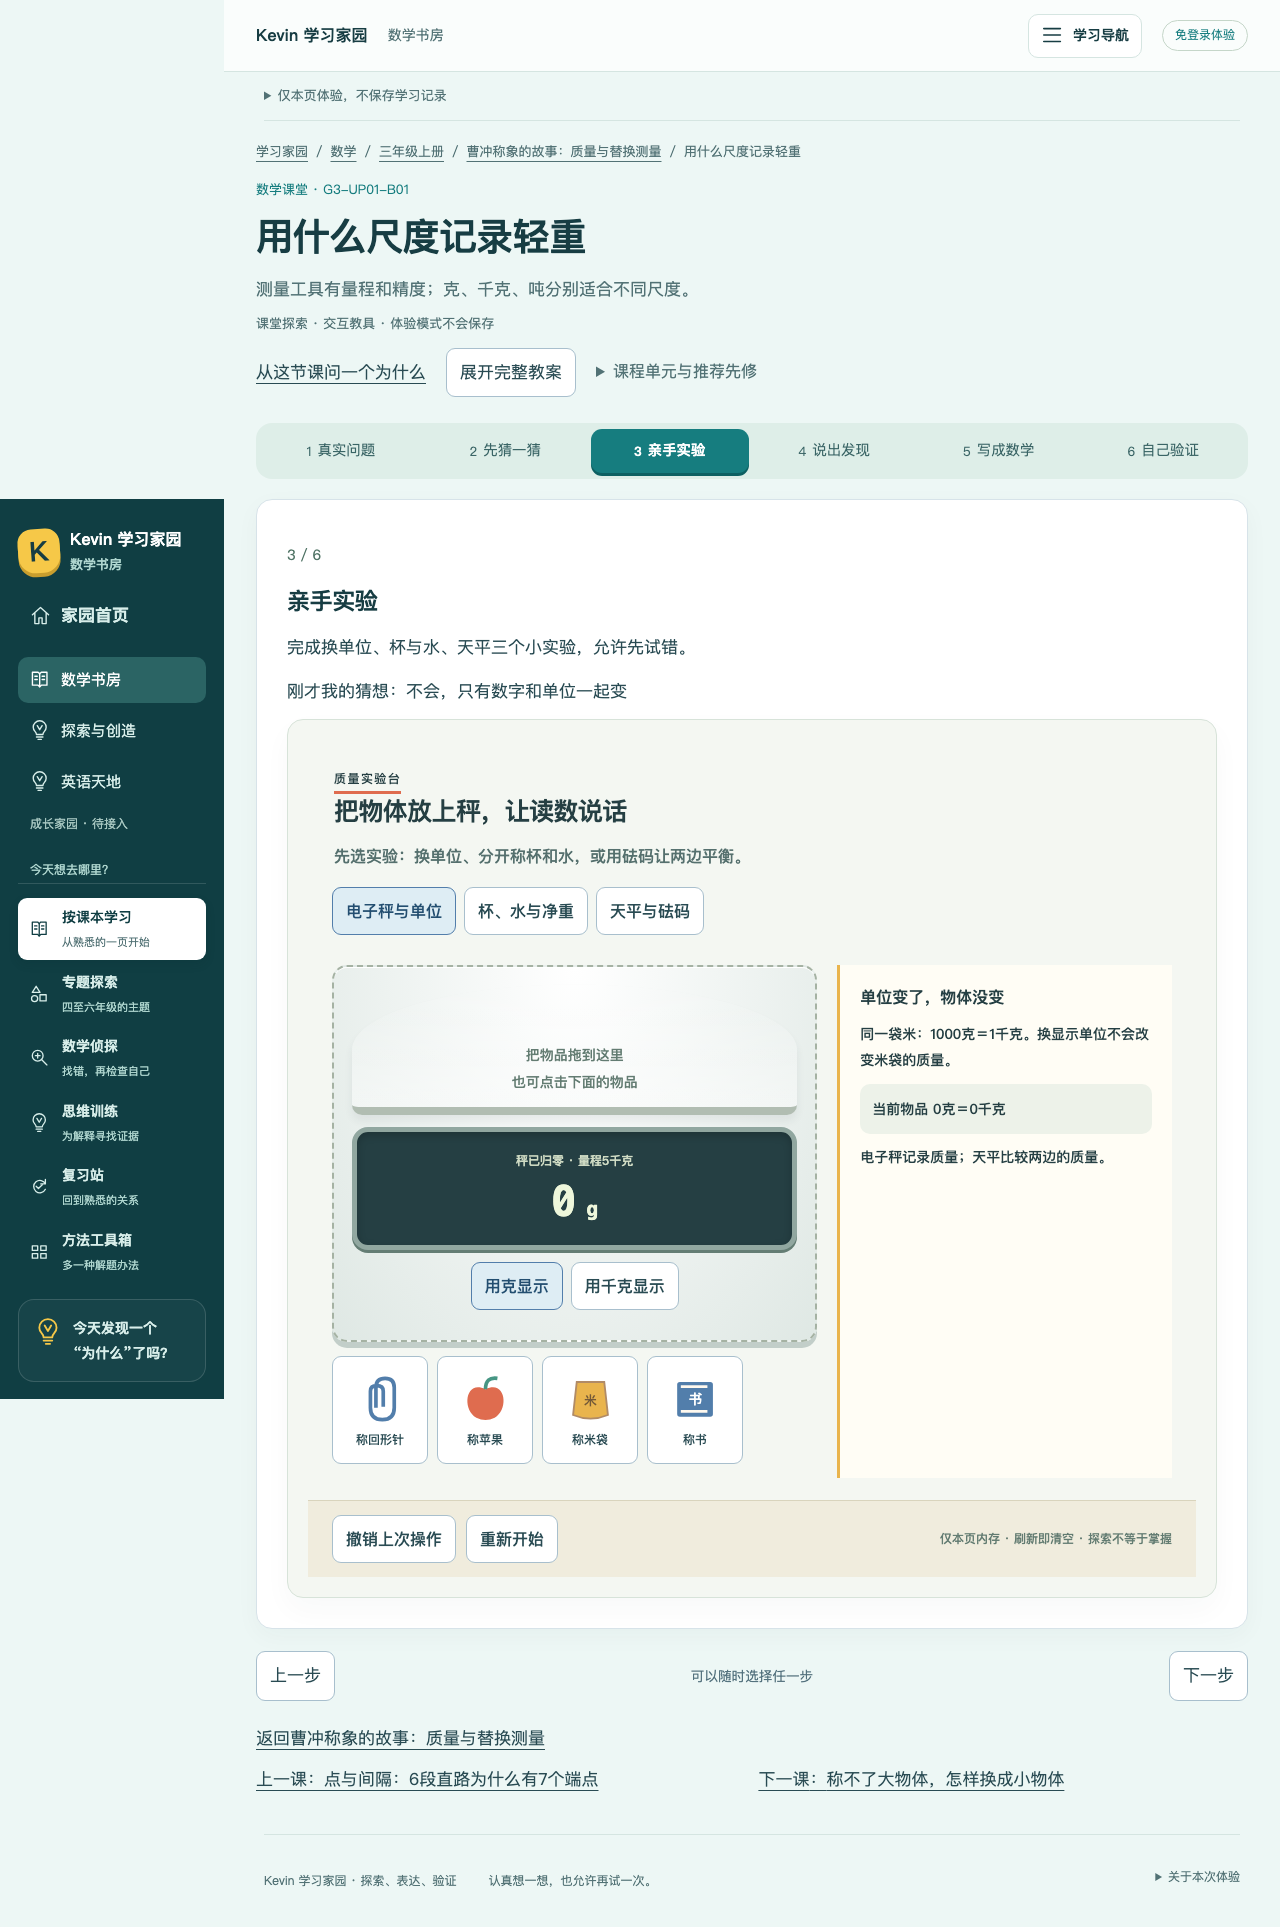 Kevin 学习家园
数学书房
学习导航
免登录体验
仅本页体验，不保存学习记录
学习家园 / 数学 / 三年级上册 / 曹冲称象的故事：质量与替换测量 / 用什么尺度记录轻重
数学课堂 · G3-UP01-B01
用什么尺度记录轻重
测量工具有量程和精度；克、千克、吨分别适合不同尺度。
课堂探索 · 交互教具 · 体验模式不会保存
从这节课问一个为什么
展开完整教案
课程单元与推荐先修
1 真实问题
2 先猜一猜
3 亲手实验
4 说出发现
5 写成数学
6 自己验证
K
Kevin 学习家园
数学书房
家园首页
数学书房
探索与创造
英语天地
成长家园 · 待接入
今天想去哪里？
按课本学习
从熟悉的一页开始
专题探索
四至六年级的主题
数学侦探
找错，再检查自己
思维训练
为解释寻找证据
复习站
回到熟悉的关系
方法工具箱
多一种解题办法
今天发现一个
“为什么”了吗？
3 / 6
亲手实验
完成换单位、杯与水、天平三个小实验，允许先试错。
刚才我的猜想：不会，只有数字和单位一起变
质量实验台
把物体放上秤，让读数说话
先选实验：换单位、分开称杯和水，或用砝码让两边平衡。
电子秤与单位
杯、水与净重
天平与砝码
把物品拖到这里
也可点击下面的物品
秤已归零 · 量程5千克
0 g
用克显示
用千克显示
称回形针
称苹果
米
称米袋
书
称书
单位变了，物体没变
同一袋米：1000克＝1千克。换显示单位不会改
变米袋的质量。
当前物品 0克＝0千克
电子秤记录质量；天平比较两边的质量。
撤销上次操作
重新开始
仅本页内存 · 刷新即清空 · 探索不等于掌握
上一步
可以随时选择任一步
下一步
返回曹冲称象的故事：质量与替换测量
上一课：点与间隔：6段直路为什么有7个端点
下一课：称不了大物体，怎样换成小物体
Kevin 学习家园 · 探索、表达、验证
认真想一想，也允许再试一次。
关于本次体验